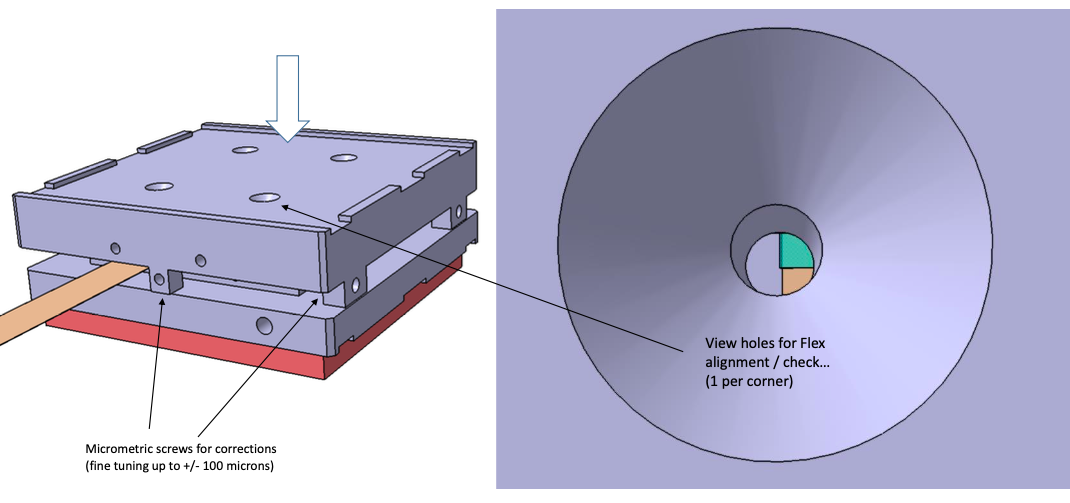 View holes for Flex
alignment / check…
(1 per corner)
Micrometric screws for corrections
(fine tuning up to +/- 100 microns)